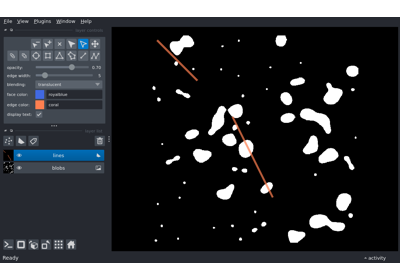 File View Plugins Window Help
opacity: 0.70
edge width: 5
blending: translucent
face color: royalblue
edge color: coral
display text: ✓
lines
blobs
Ready
activity